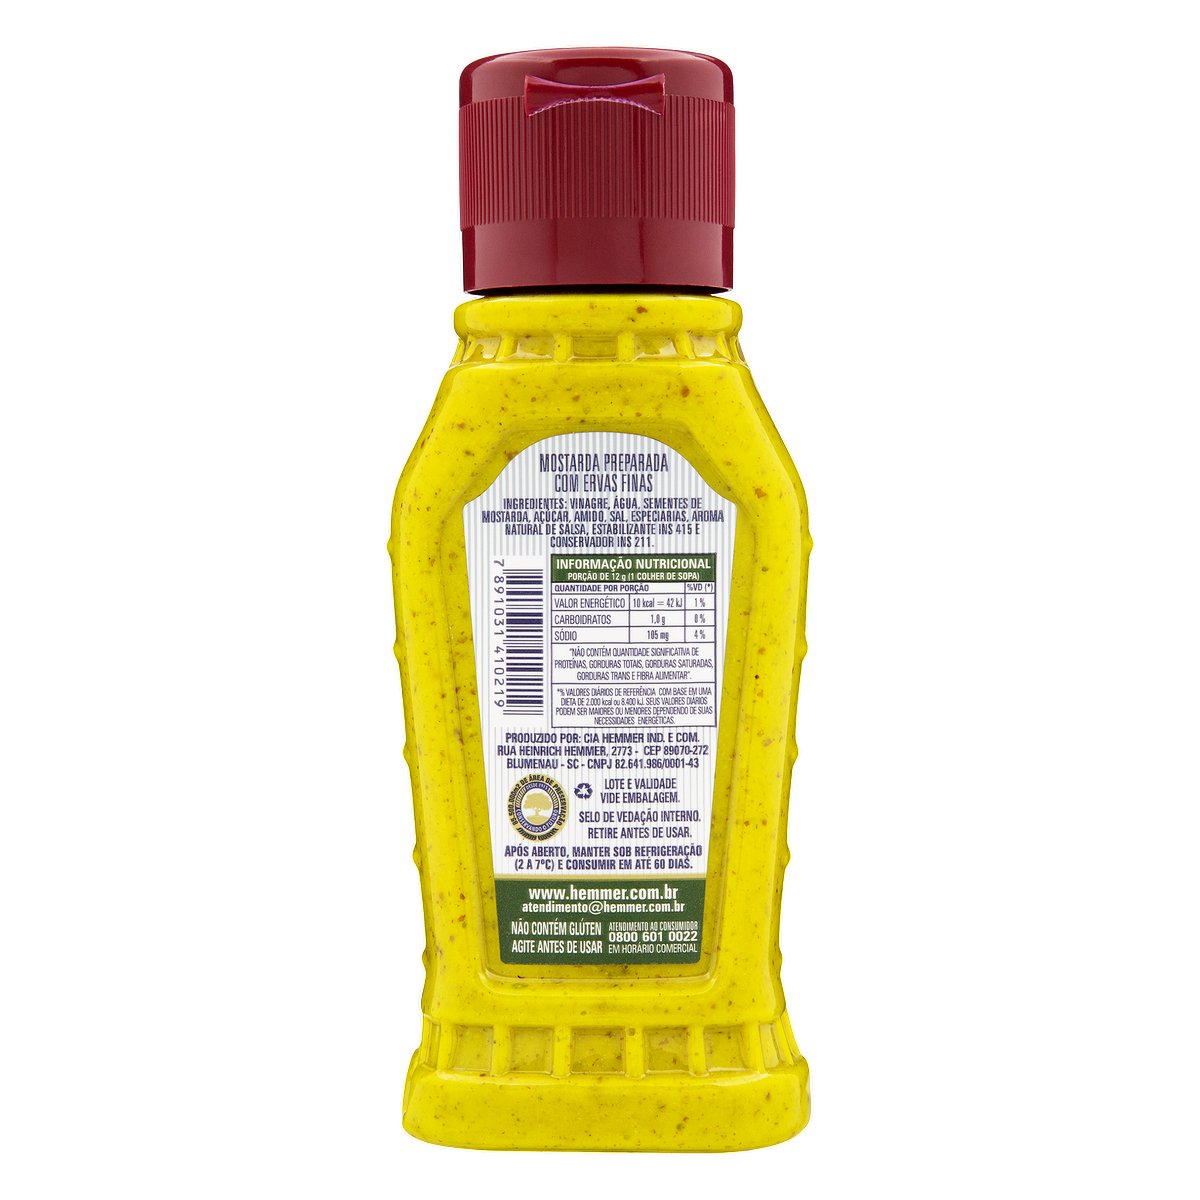 MOSTARDA PREPARADA
COM ERVAS FINAS
INGREDIENTES: VINAGRE, ÁGUA, SEMENTES DE
MOSTARDA, AÇÚCAR, AMIDO, SAL, ESPECIARIAS, AROMA
NATURAL DE SALSA, ESTABILIZANTE INS 415 E
CONSERVADOR INS 211.
7 891031 410219
INFORMAÇÃO NUTRICIONAL
PORÇÃO DE 12 g (1 COLHER DE SOPA)
QUANTIDADE POR PORÇÃO %VD (*)
VALOR ENERGÉTICO 10 kcal = 42 kJ 1 %
CARBOIDRATOS 1,0 g 0 %
SÓDIO 105 mg 4 %
"NÃO CONTÉM QUANTIDADE SIGNIFICATIVA DE
PROTEÍNAS, GORDURAS TOTAIS, GORDURAS SATURADAS,
GORDURAS TRANS E FIBRA ALIMENTAR".
*% VALORES DIÁRIOS DE REFERÊNCIA COM BASE EM UMA
DIETA DE 2.000 kcal ou 8.400 kJ. SEUS VALORES DIÁRIOS
PODEM SER MAIORES OU MENORES DEPENDENDO DE SUAS
NECESSIDADES ENERGÉTICAS.
PRODUZIDO POR: CIA HEMMER IND. E COM.
RUA HEINRICH HEMMER, 2773 - CEP 89070-272
BLUMENAU - SC - CNPJ 82.641.986/0001-43
DE ÁREA DE PRESERVAÇÃO
LOTE E VALIDADE
VIDE EMBALAGEM.
SELO DE VEDAÇÃO INTERNO.
RETIRE ANTES DE USAR.
APÓS ABERTO, MANTER SOB REFRIGERAÇÃO
(2 A 7°C) E CONSUMIR EM ATÉ 60 DIAS.
www.hemmer.com.br
atendimento@hemmer.com.br
NÃO CONTÉM GLÚTEN
AGITE ANTES DE USAR
ATENDIMENTO AO CONSUMIDOR
0800 601 0022
EM HORÁRIO COMERCIAL